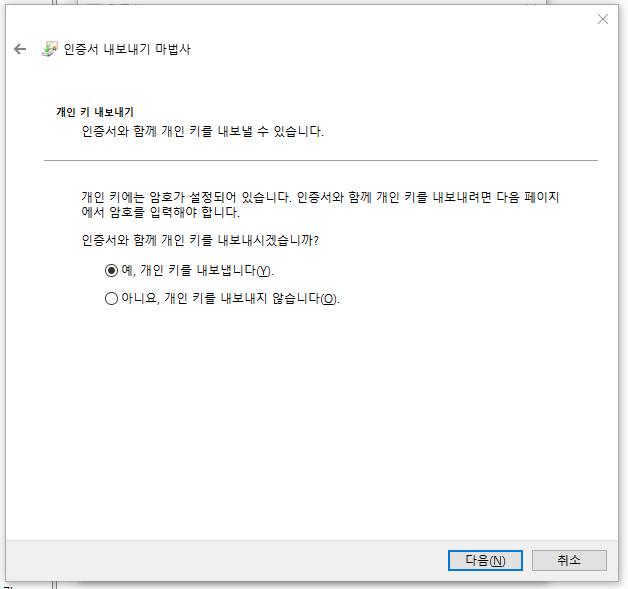 인증서 내보내기 마법사
개인 키 내보내기
인증서와 함께 개인 키를 내보낼 수 있습니다.
개인 키에는 암호가 설정되어 있습니다. 인증서와 함께 개인 키를 내보내려면 다음 페이지
에서 암호를 입력해야 합니다.
인증서와 함께 개인 키를 내보내시겠습니까?
예, 개인 키를 내보냅니다(Y).
아니요, 개인 키를 내보내지 않습니다(O).
다음(N) 취소